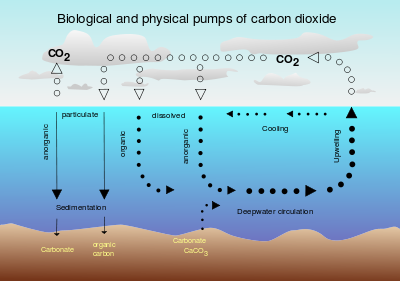 Biological and physical pumps of carbon dioxide
CO2
CO2
particulate
dissolved
anorganic
organic
anorganic
Cooling
Upwelling
Sedimentation
Deepwater circulation
Carbonate
organic
carbon
Carbonate
CaCO3